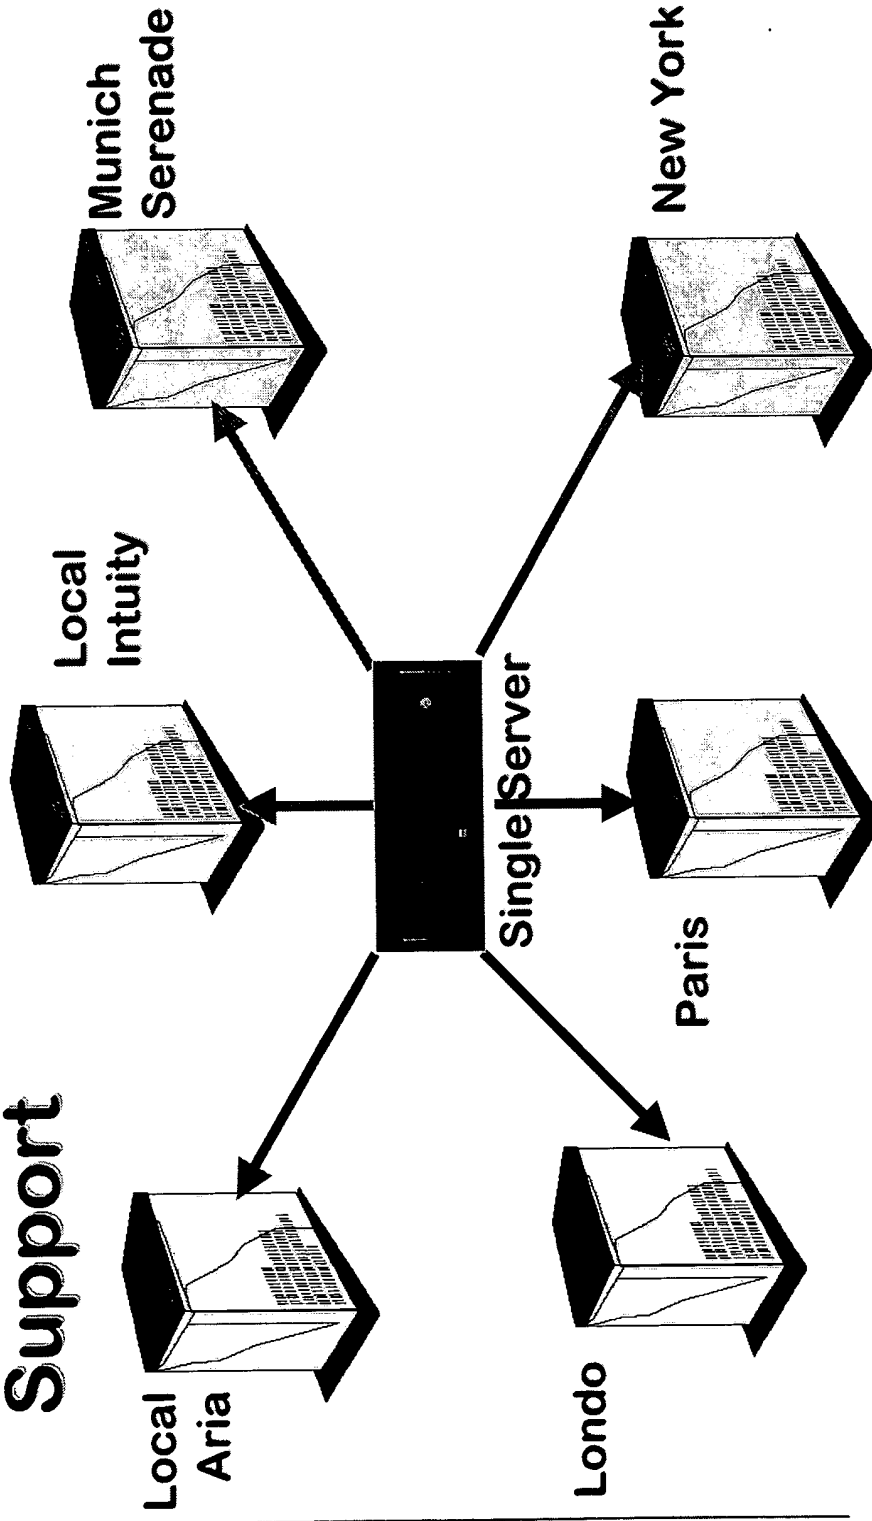 Support
Local
Aria
Local
Intuity
Munich
Serenade
Single Server
Londo
Paris
New York